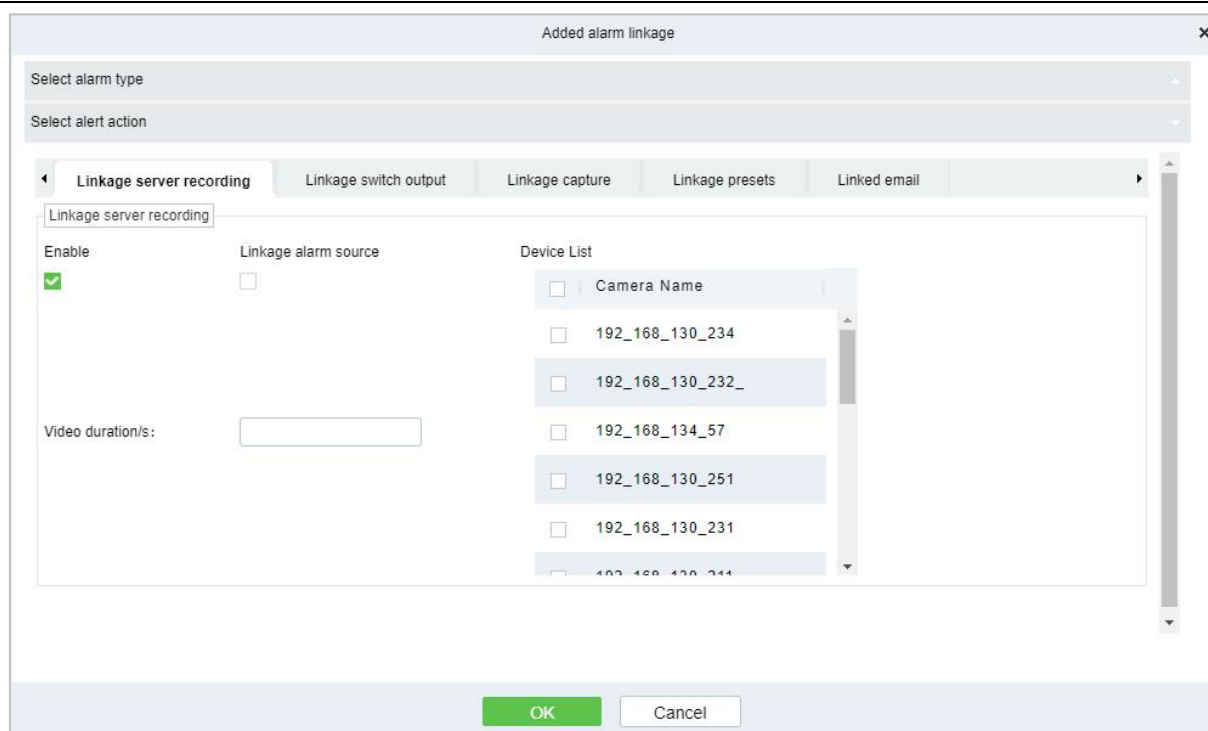 Added alarm linkage
Select alarm type
Select alert action
Linkage server recording Linkage switch output Linkage capture Linkage presets Linked email
Linkage server recording
Enable Linkage alarm source Device List
Camera Name
192_168_130_234
192_168_130_232_
192_168_134_57
Video duration/s:
192_168_130_251
192_168_130_231
OK Cancel